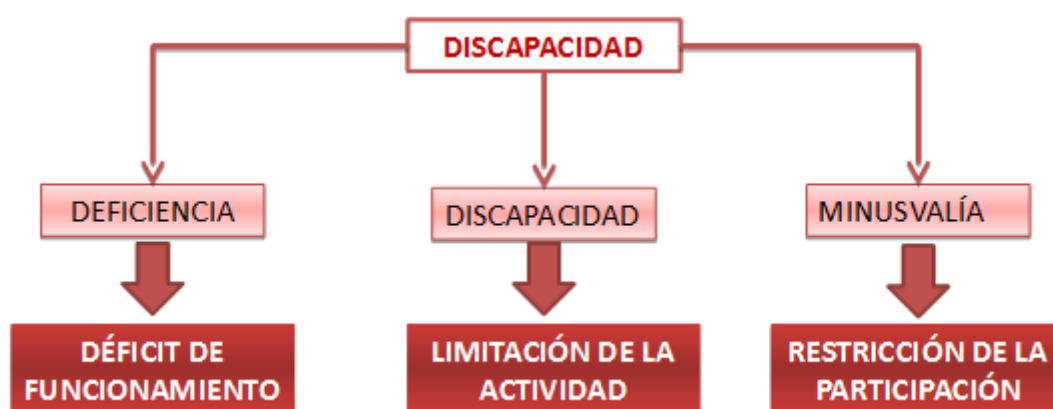 DISCAPACIDAD
DEFICIENCIA
DISCAPACIDAD
MINUSVALÍA
DÉFICIT DE
FUNCIONAMIENTO
LIMITACIÓN DE LA
ACTIVIDAD
RESTRICCIÓN DE LA
PARTICIPACIÓN